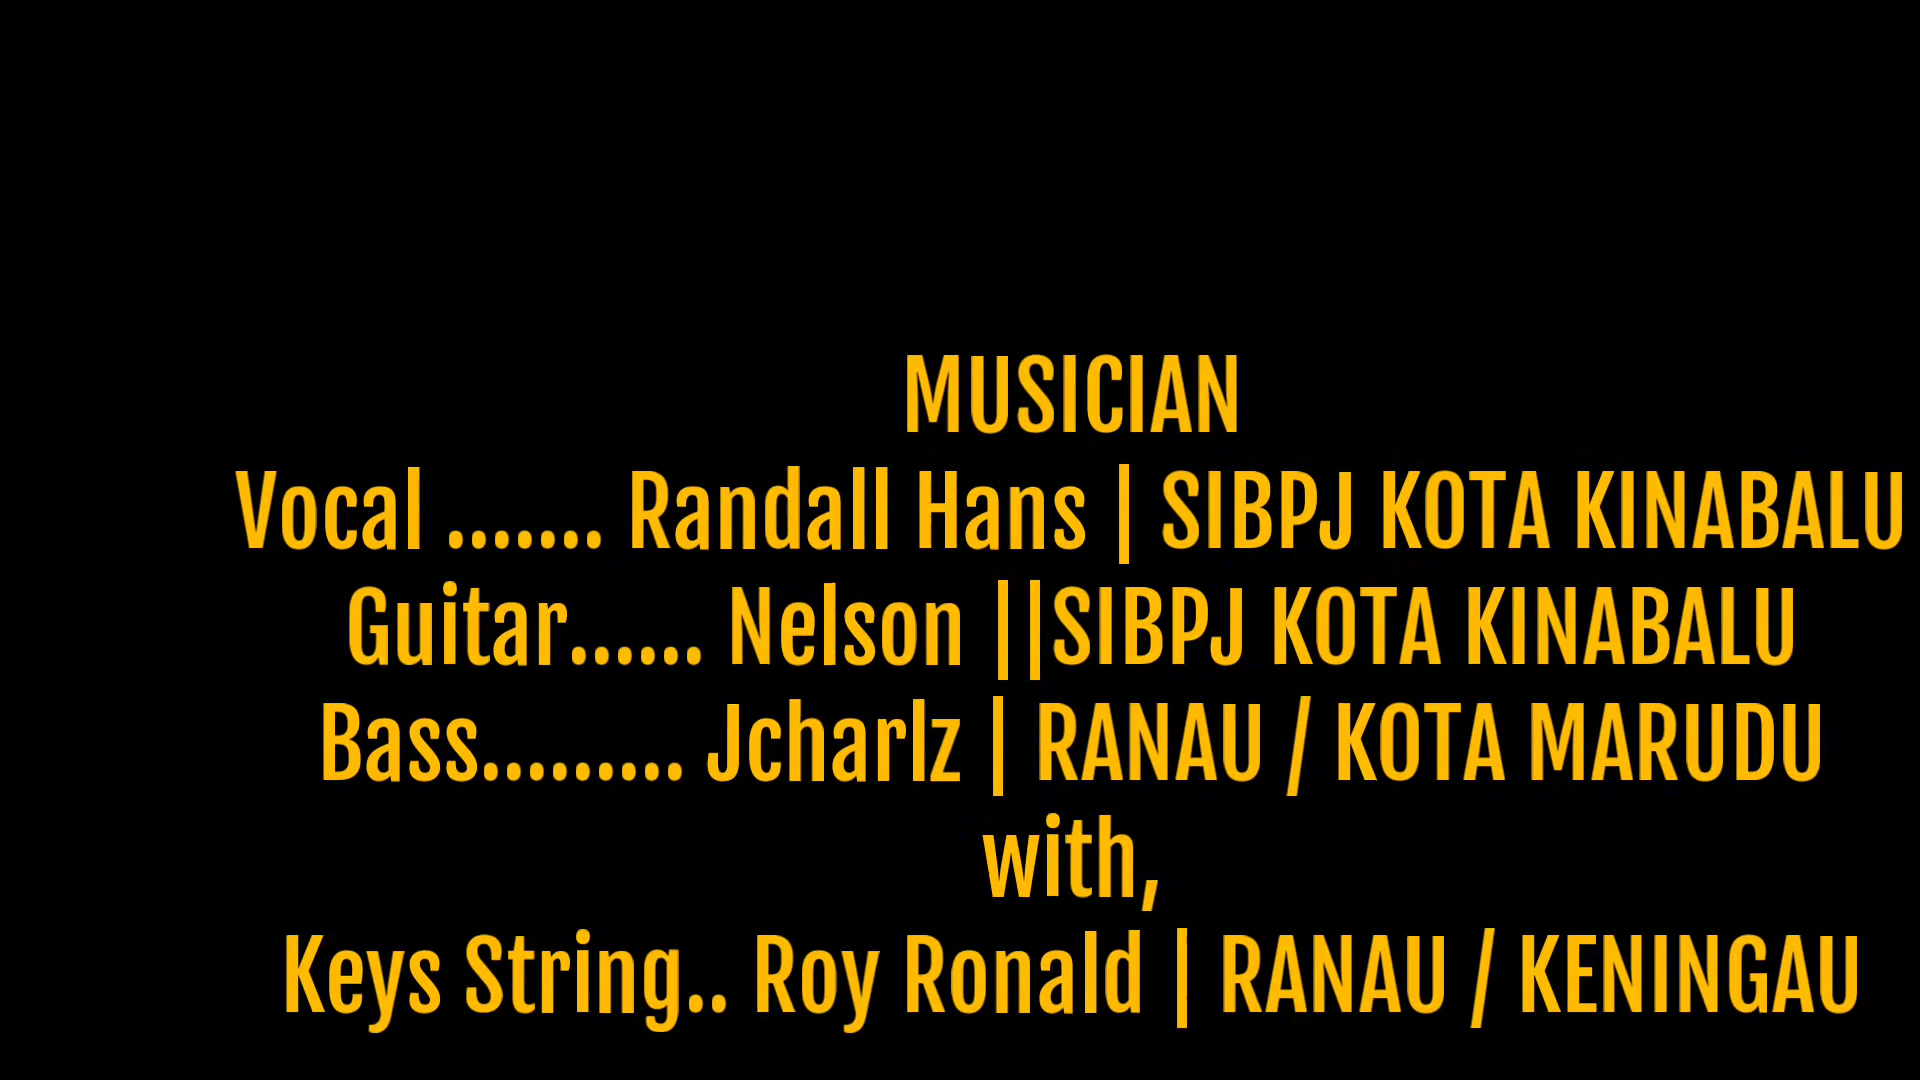 MUSICIAN
Vocal ....... Randall Hans | SIBPJ KOTA KINABALU
Guitar...... Nelson ||SIBPJ KOTA KINABALU
Bass......... Jcharlz | RANAU / KOTA MARUDU
with,
Keys String.. Roy Ronald | RANAU / KENINGAU